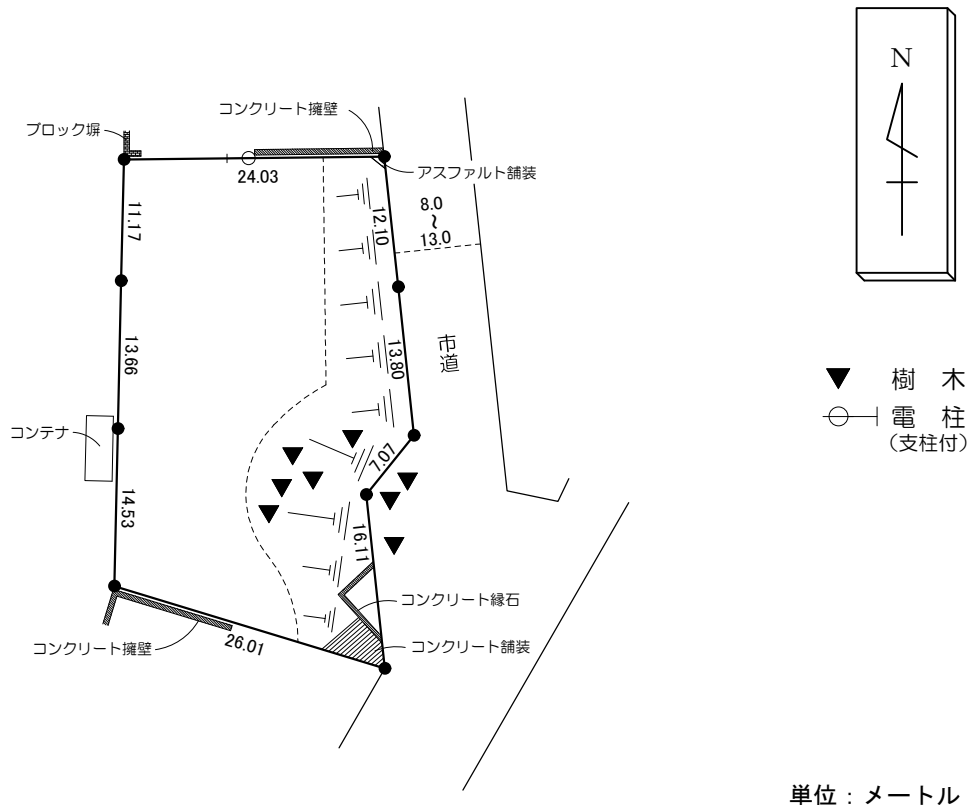 N
コンクリート擁壁
ブロック塀
アスファルト舗装
24.03
11.17
12.10
8.0
~
13.0
13.66
13.80
市道
樹 木
電 柱
(支柱付)
コンテナ
7.07
14.53
16.11
コンクリート縁石
コンクリート擁壁
26.01
コンクリート舗装
単位：メートル